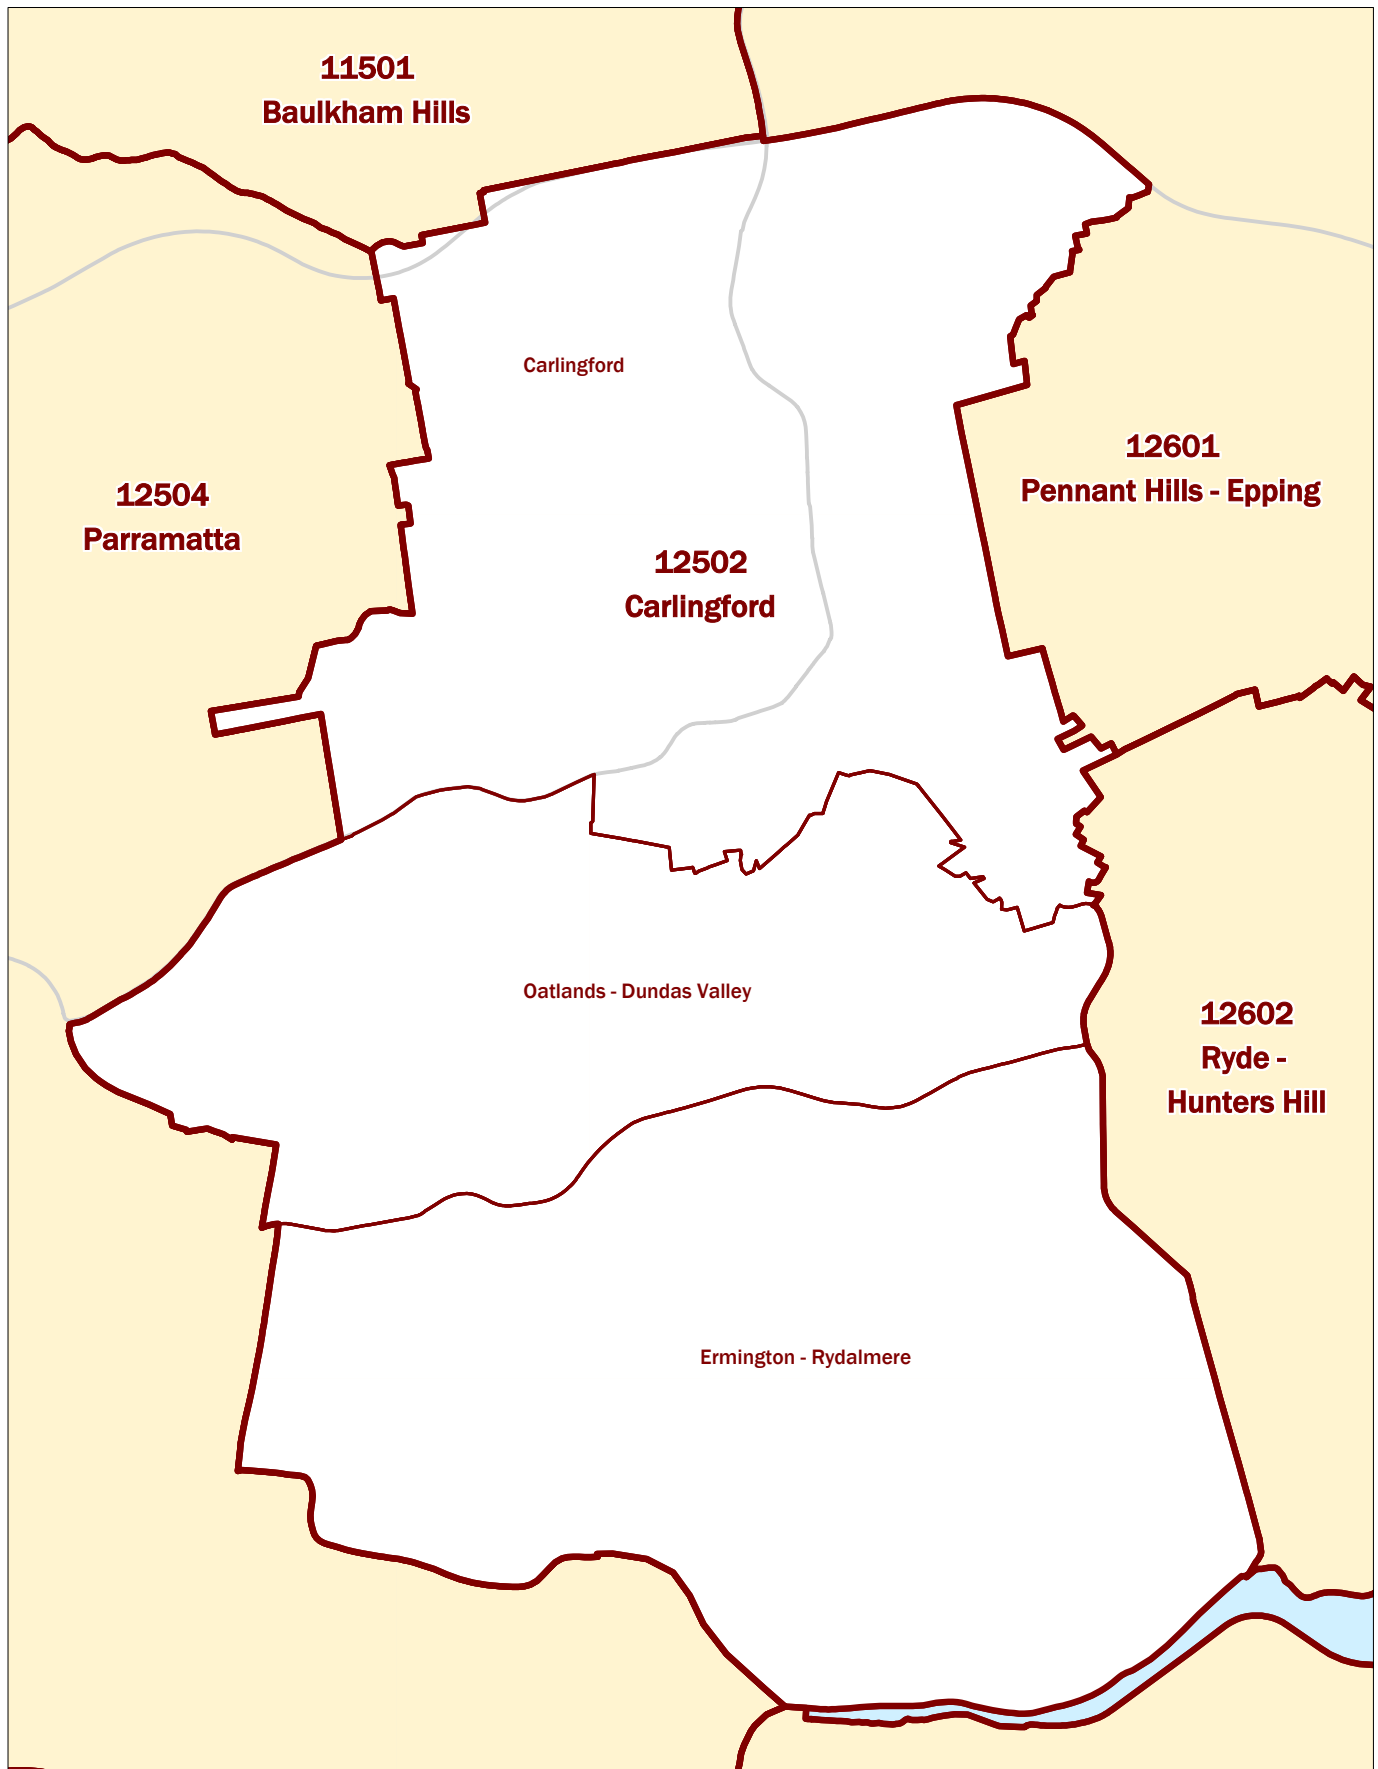 11501
Baulkham Hills
Carlingford
12601
Pennant Hills - Epping
12504
Parramatta
12502
Carlingford
Oatlands - Dundas Valley
12602
Ryde -
Hunters Hill
Ermington - Rydalmere